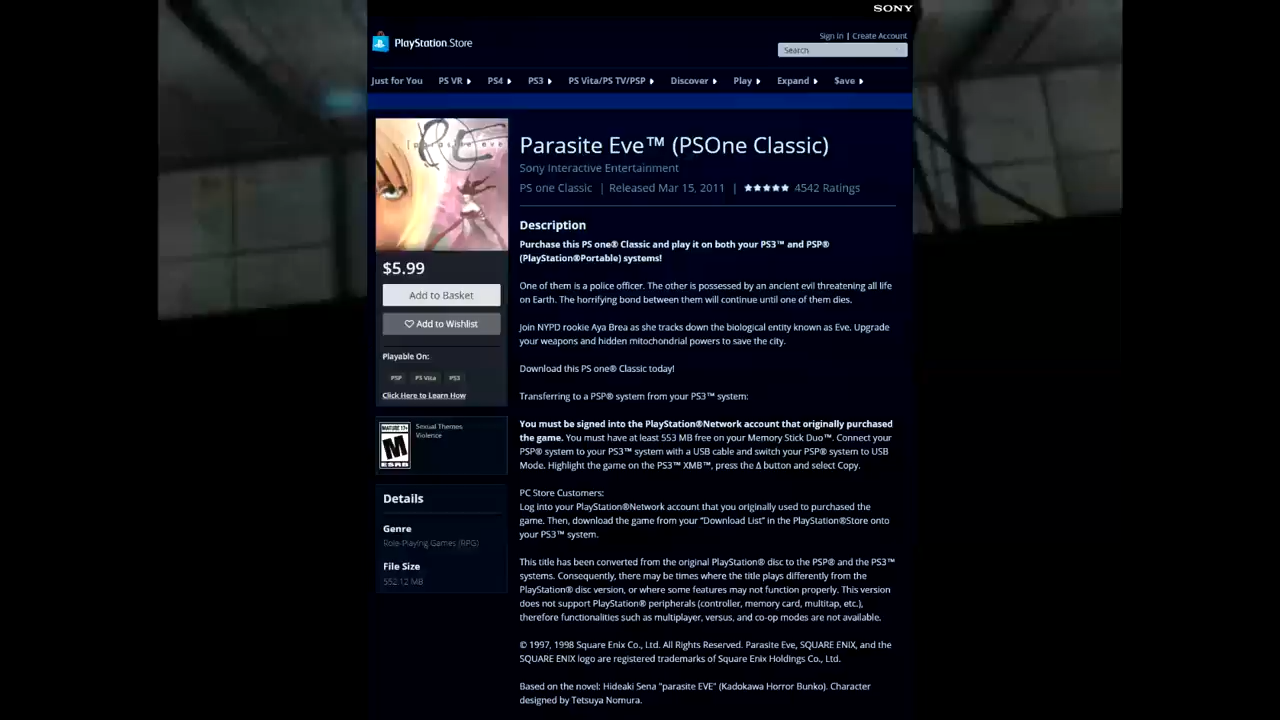 SONY
PlayStation.Store
Sign In | Create Account
Search
Just for You PS VR PS4 PS3 PS Vita/PS TV/PSP Discover Play Expand Save
[parasite eve]
Parasite Eve™ (PSOne Classic)
Sony Interactive Entertainment
PS one Classic | Released Mar 15, 2011 | ★★★★★ 4542 Ratings
$5.99
Add to Basket
♡ Add to Wishlist
Playable On:
PSP PS Vita PS3
Click Here to Learn How
MATURE 17+
M
ESRB
Sexual Themes
Violence
Details
Genre
Role-Playing Games (RPG)
File Size
552.12 MB
Description
Purchase this PS one® Classic and play it on both your PS3™ and PSP®
(PlayStation®Portable) systems!
One of them is a police officer. The other is possessed by an ancient evil threatening all life
on Earth. The horrifying bond between them will continue until one of them dies.
Join NYPD rookie Aya Brea as she tracks down the biological entity known as Eve. Upgrade
your weapons and hidden mitochondrial powers to save the city.
Download this PS one® Classic today!
Transferring to a PSP® system from your PS3™ system:
You must be signed into the PlayStation®Network account that originally purchased
the game. You must have at least 553 MB free on your Memory Stick Duo™. Connect your
PSP® system to your PS3™ system with a USB cable and switch your PSP® system to USB
Mode. Highlight the game on the PS3™ XMB™, press the Δ button and select Copy.
PC Store Customers:
Log into your PlayStation®Network account that you originally used to purchased the
game. Then, download the game from your “Download List” in the PlayStation®Store onto
your PS3™ system.
This title has been converted from the original PlayStation® disc to the PSP® and the PS3™
systems. Consequently, there may be times where the title plays differently from the
PlayStation® disc version, or where some features may not function properly. This version
does not support PlayStation® peripherals (controller, memory card, multitap, etc.),
therefore functionalities such as multiplayer, versus, and co-op modes are not available.
© 1997, 1998 Square Enix Co., Ltd. All Rights Reserved. Parasite Eve, SQUARE ENIX, and the
SQUARE ENIX logo are registered trademarks of Square Enix Holdings Co., Ltd.
Based on the novel: Hideaki Sena "parasite EVE" (Kadokawa Horror Bunko). Character
designed by Tetsuya Nomura.